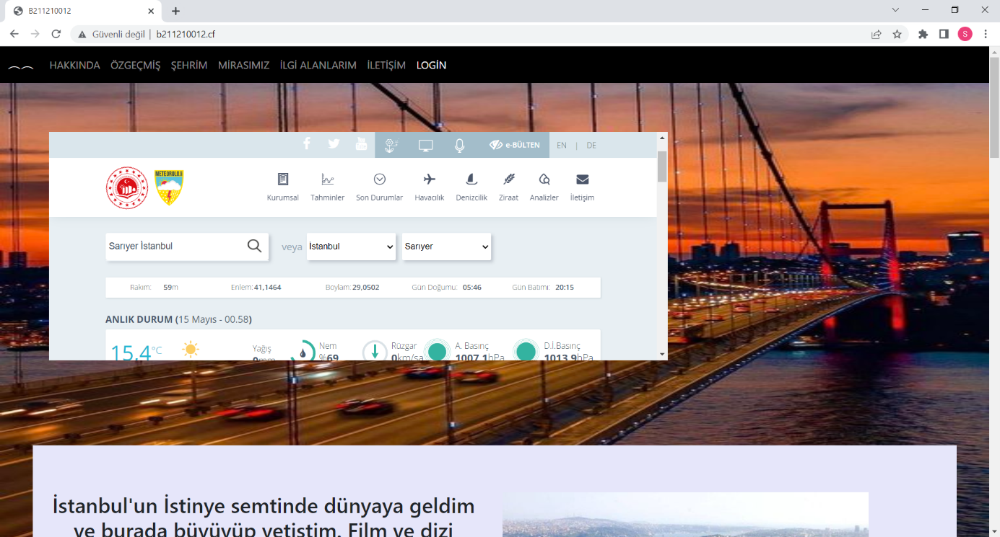 B211210012
Güvenli değil | b211210012.cf
S
HAKKINDA ÖZGEÇMİŞ ŞEHRİM MİRASIMIZ İLGİ ALANLARIM İLETİŞİM LOGİN
e-BÜLTEN EN | DE
METEOROLOJİ
Kurumsal Tahminler Son Durumlar Havacılık Denizcilik Ziraat Analizler İletişim
Sarıyer İstanbul veya İstanbul Sarıyer
Rakım: 59m Enlem:41,1464 Boylam:29,0502 Gün Doğumu: 05:46 Gün Batımı: 20:15
ANLIK DURUM (15 Mayıs - 00.58)
Yağış Nem Rüzgar A. Basınç D.İ.Basınç
15,4°C 0mm %69 0km/sa 1007,1hPa 1013,9hPa
İstanbul'un İstinye semtinde dünyaya geldim
ve burada büyüyüp yetiştim. Film ve dizi